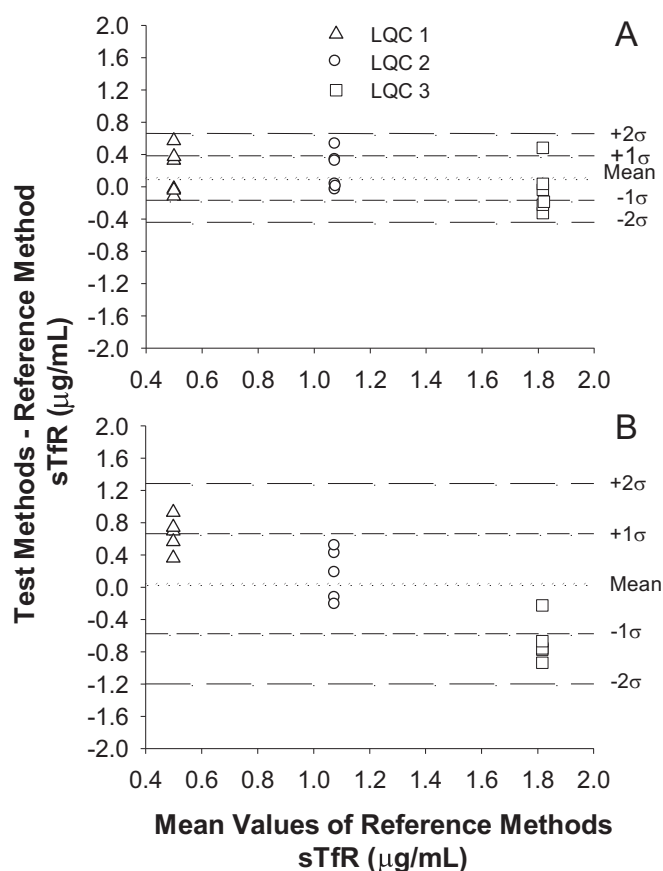 A
LQC 1
LQC 2
LQC 3
2.0
1.6
1.2
0.8
0.4
0.0
-0.4
-0.8
-1.2
-1.6
-2.0
+2σ
+1σ
Mean
-1σ
-2σ
0.4 0.6 0.8 1.0 1.2 1.4 1.6 1.8 2.0
Test Methods - Reference Method
sTfR (μg/mL)
B
2.0
1.6
1.2
0.8
0.4
0.0
-0.4
-0.8
-1.2
-1.6
-2.0
+2σ
+1σ
Mean
-1σ
-2σ
0.4 0.6 0.8 1.0 1.2 1.4 1.6 1.8 2.0
Mean Values of Reference Methods
sTfR (μg/mL)